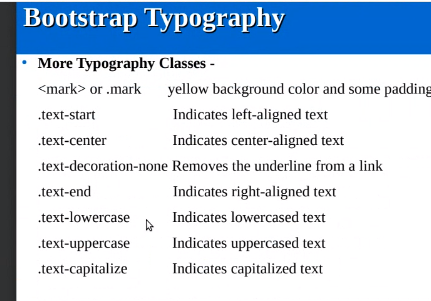 Bootstrap Typography
• More Typography Classes -
<mark> or .mark yellow background color and some padding
.text-start Indicates left-aligned text
.text-center Indicates center-aligned text
.text-decoration-none Removes the underline from a link
.text-end Indicates right-aligned text
.text-lowercase Indicates lowercased text
.text-uppercase Indicates uppercased text
.text-capitalize Indicates capitalized text